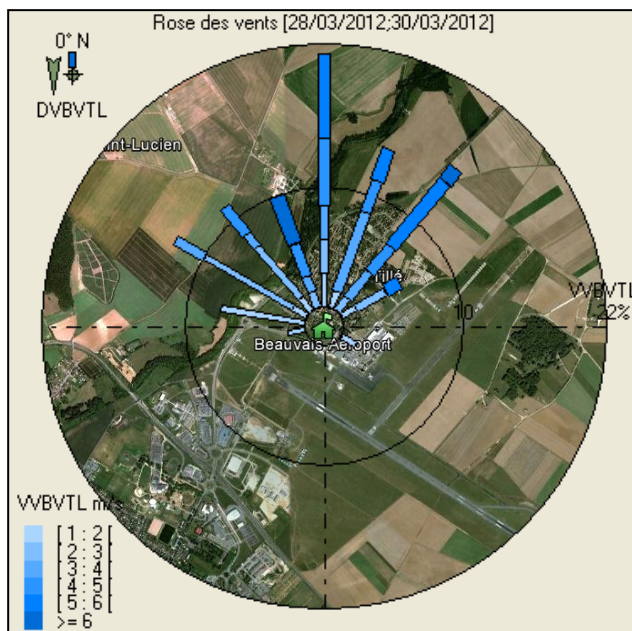 Rose des vents [28/03/2012;30/03/2012]
0° N
DVBVTL
int-Lucien
Tillé
VVBVTL
22%
10
Beauvais Aéroport
VVBVTL m/s
[1 : 2[
[2 : 3[
[3 : 4[
[4 : 5[
[5 : 6[
>= 6